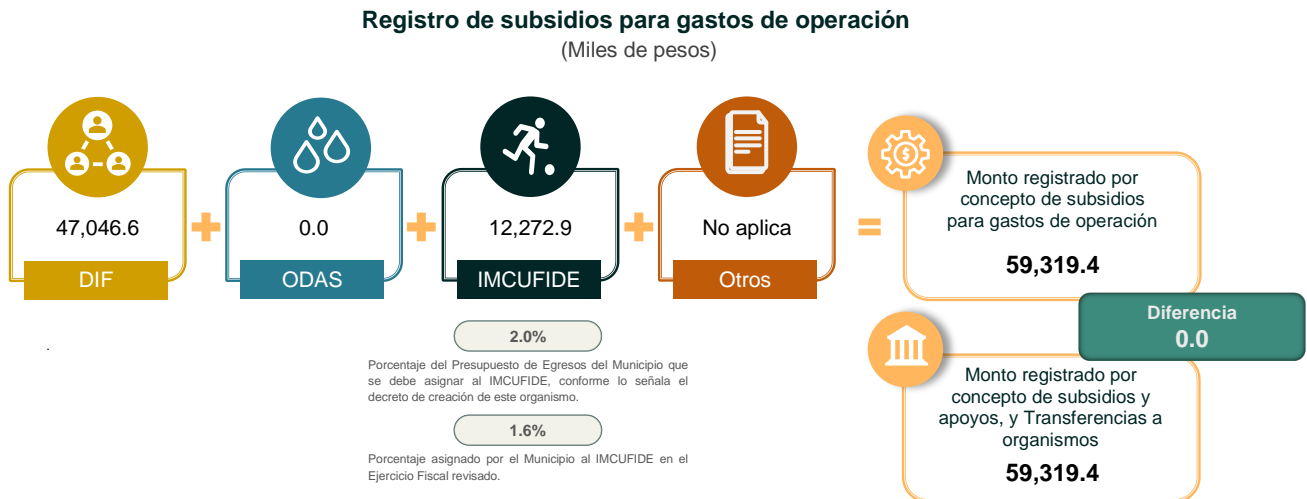 Registro de subsidios para gastos de operación
(Miles de pesos)
47,046.6
DIF
0.0
ODAS
12,272.9
IMCUFIDE
No aplica
Otros
Monto registrado por
concepto de subsidios
para gastos de operación
59,319.4
Diferencia
0.0
Monto registrado por
concepto de subsidios y
apoyos, y Transferencias a
organismos
59,319.4
2.0%
Porcentaje del Presupuesto de Egresos del Municipio que
se debe asignar al IMCUFIDE, conforme lo señala el
decreto de creación de este organismo.
1.6%
Porcentaje asignado por el Municipio al IMCUFIDE en el
Ejercicio Fiscal revisado.